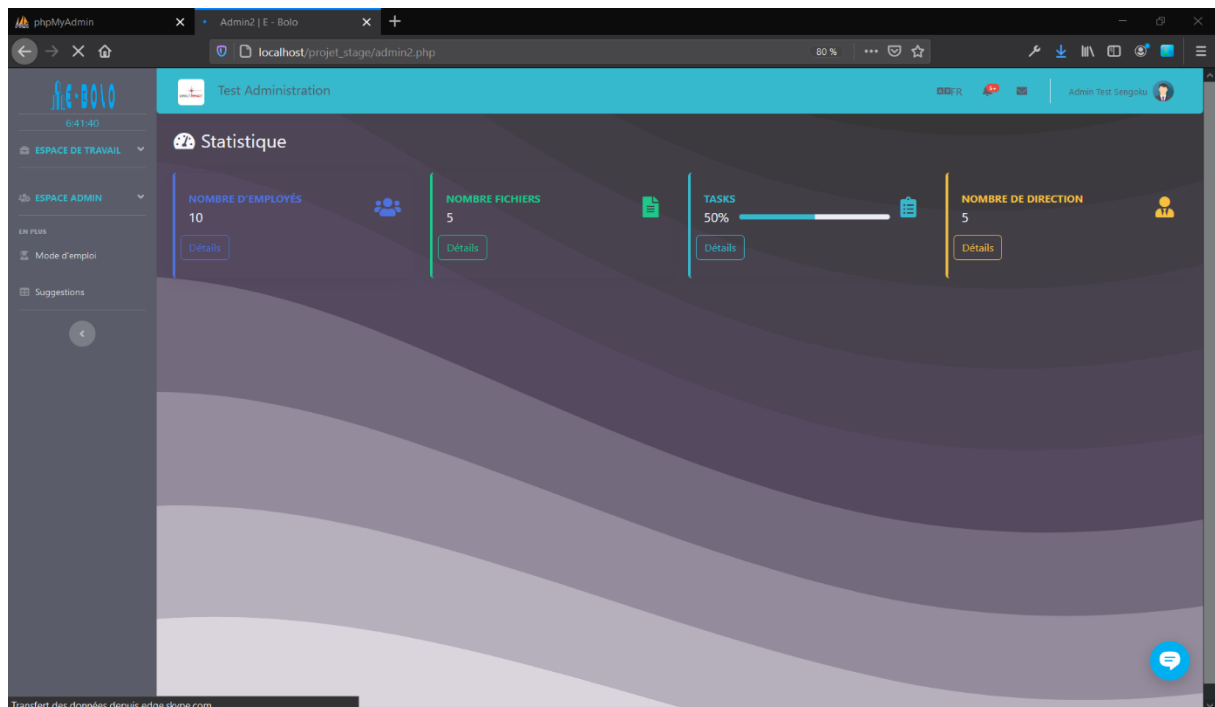 phpMyAdmin
Admin2 | E - Bolo
localhost/projet_stage/admin2.php
80 %
E-BOLO
6:41:40
ESPACE DE TRAVAIL
ESPACE ADMIN
EN PLUS
Mode d'emploi
Suggestions
Test Administration
FR
9+
Admin Test Sengoku
Statistique
NOMBRE D'EMPLOYÉS
10
Détails
NOMBRE FICHIERS
5
Détails
TASKS
50%
Détails
NOMBRE DE DIRECTION
5
Détails
Transfert des données depuis edge.skype.com